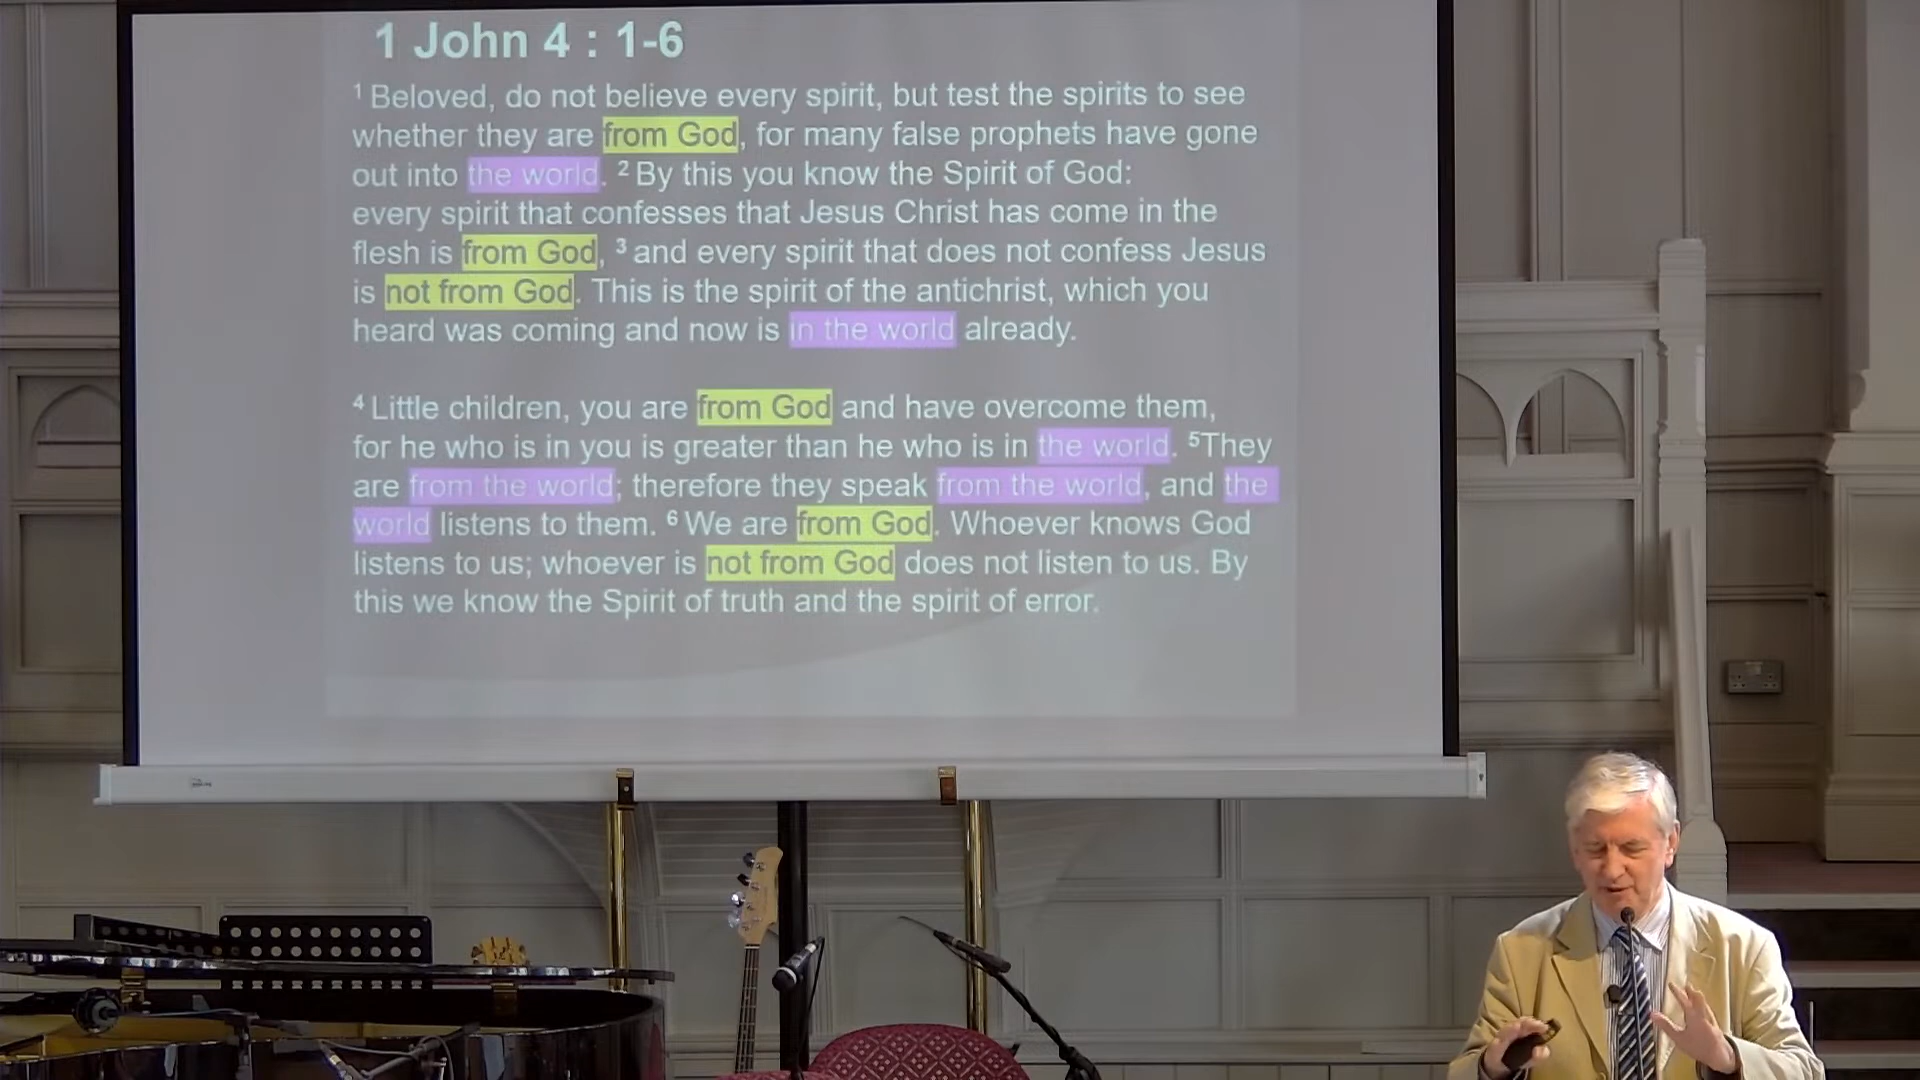 1 John 4 : 1-6
1 Beloved, do not believe every spirit, but test the spirits to see
whether they are from God, for many false prophets have gone
out into the world. 2 By this you know the Spirit of God:
every spirit that confesses that Jesus Christ has come in the
flesh is from God, 3 and every spirit that does not confess Jesus
is not from God. This is the spirit of the antichrist, which you
heard was coming and now is in the world already.
4 Little children, you are from God and have overcome them,
for he who is in you is greater than he who is in the world. 5They
are from the world; therefore they speak from the world, and the
world listens to them. 6 We are from God. Whoever knows God
listens to us; whoever is not from God does not listen to us. By
this we know the Spirit of truth and the spirit of error.